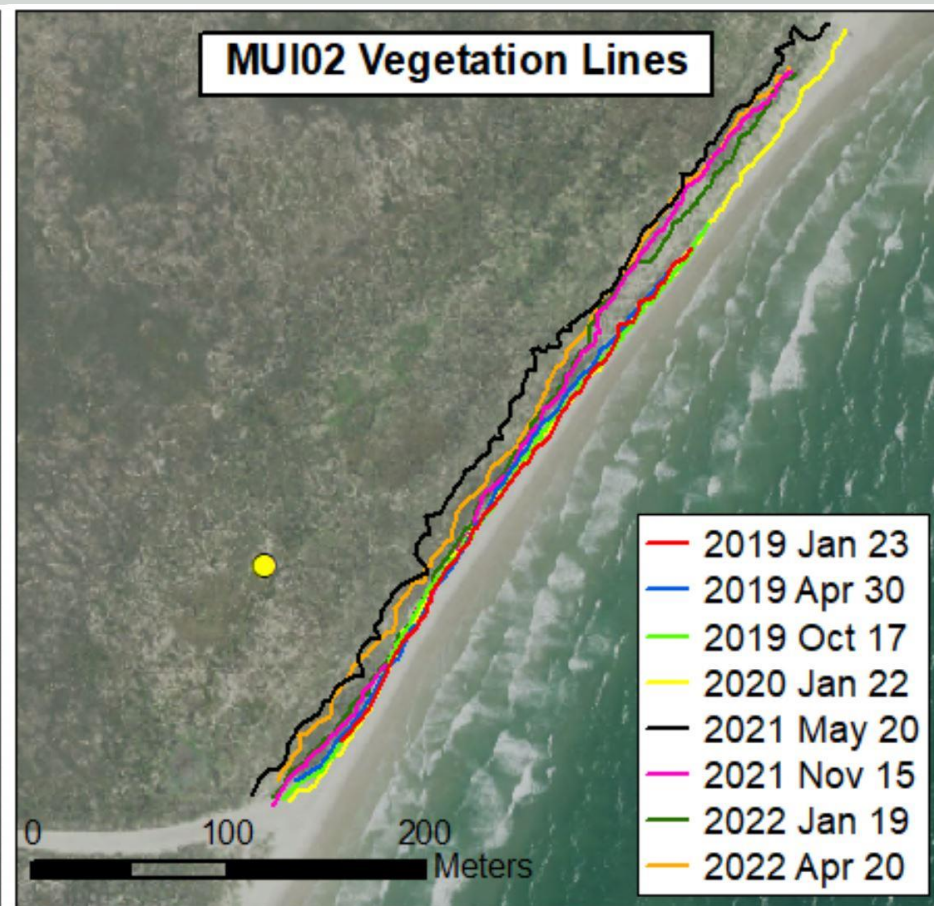 MUI02 Vegetation Lines
2019 Jan 23
2019 Apr 30
2019 Oct 17
2020 Jan 22
2021 May 20
2021 Nov 15
2022 Jan 19
2022 Apr 20
0 100 200
Meters